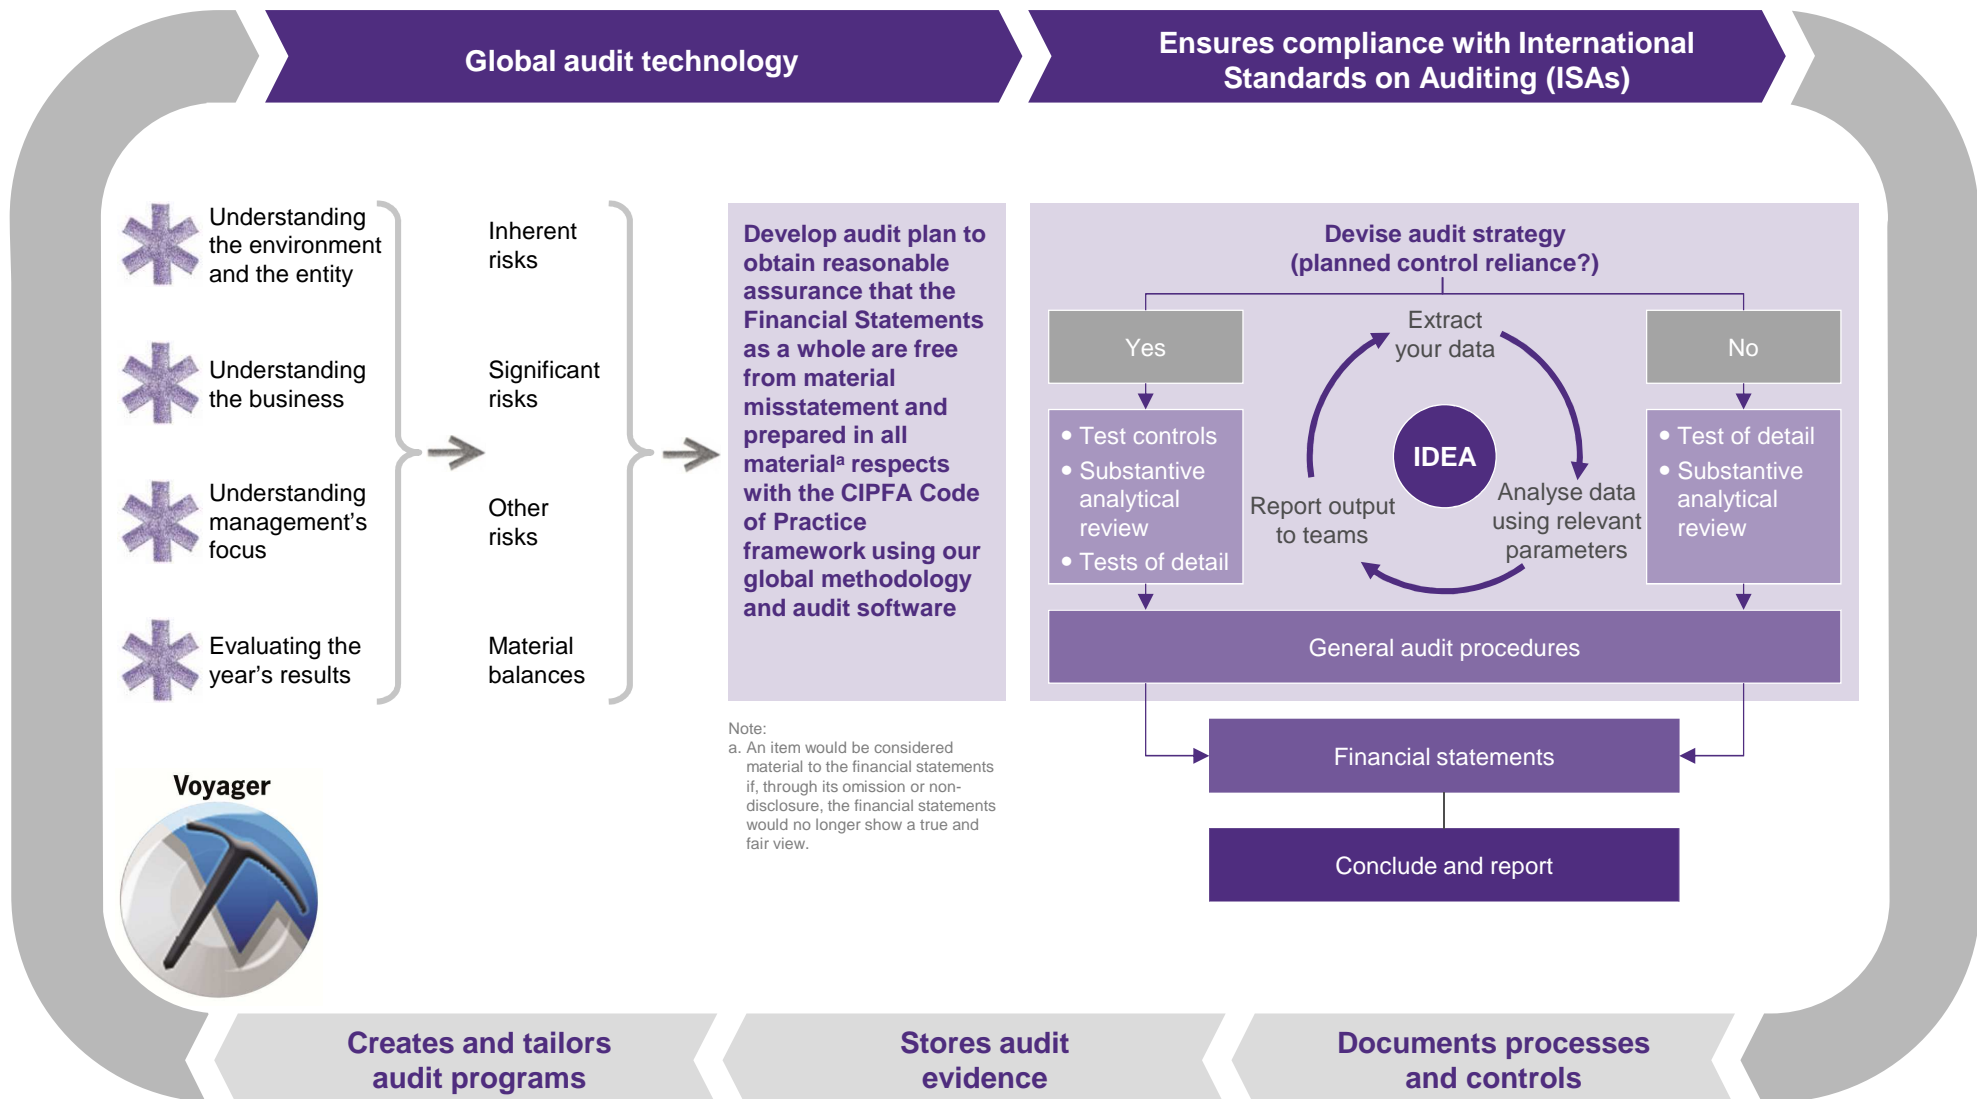 Global audit technology
Ensures compliance with International
Standards on Auditing (ISAs)
Understanding
the environment
and the entity
Understanding
the business
Understanding
management’s
focus
Evaluating the
year’s results
Inherent
risks
Significant
risks
Other
risks
Material
balances
Develop audit plan to
obtain reasonable
assurance that the
Financial Statements
as a whole are free
from material
misstatement and
prepared in all
materialª respects
with the CIPFA Code
of Practice
framework using our
global methodology
and audit software
Note:
a. An item would be considered
material to the financial statements
if, through its omission or non-
disclosure, the financial statements
would no longer show a true and
fair view.
Devise audit strategy
(planned control reliance?)
Yes
• Test controls
• Substantive
analytical
review
• Tests of detail
Extract
your data
IDEA
Analyse data
using relevant
parameters
Report output
to teams
No
• Test of detail
• Substantive
analytical
review
General audit procedures
Financial statements
Conclude and report
Voyager
Creates and tailors
audit programs
Stores audit
evidence
Documents processes
and controls